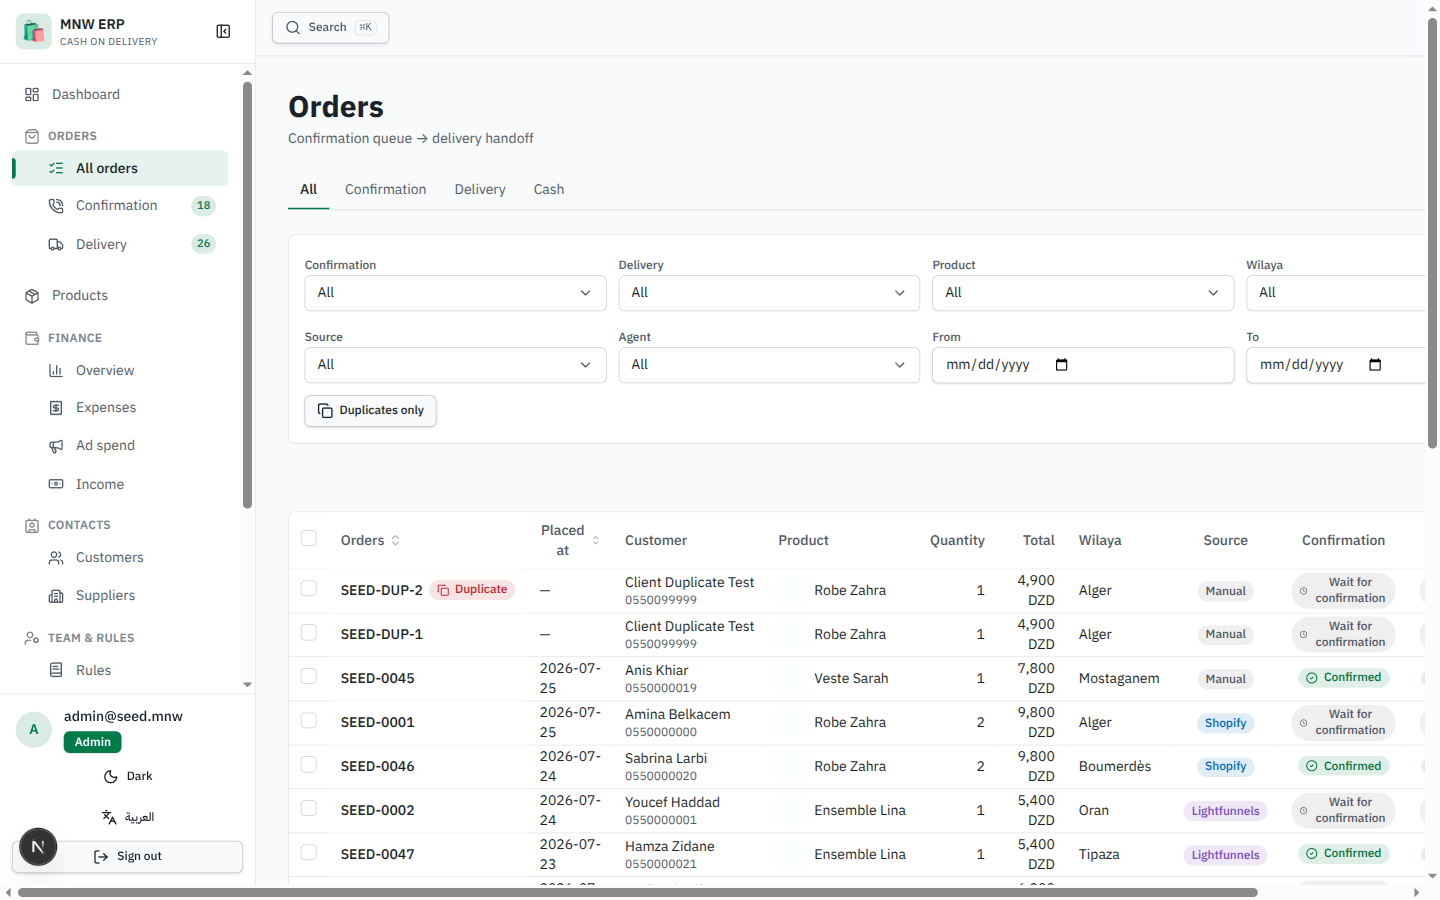 MNW ERP
CASH ON DELIVERY
Search ⌘K
Dashboard
ORDERS
All orders
Confirmation 18
Delivery 26
Products
FINANCE
Overview
Expenses
Ad spend
Income
CONTACTS
Customers
Suppliers
TEAM & RULES
Rules
A
admin@seed.mnw
Admin
Dark
العربية
N
Sign out
Orders
Confirmation queue → delivery handoff
All Confirmation Delivery Cash
Confirmation Delivery Product Wilaya
All All All All
Source Agent From To
All All mm/dd/yyyy mm/dd/yyyy
Duplicates only
Orders Placed at Customer Product Quantity Total Wilaya Source Confirmation
SEED-DUP-2 Duplicate — Client Duplicate Test 0550099999 Robe Zahra 1 4,900 DZD Alger Manual Wait for confirmation
SEED-DUP-1 — Client Duplicate Test 0550099999 Robe Zahra 1 4,900 DZD Alger Manual Wait for confirmation
SEED-0045 2026-07-25 Anis Khiar 0550000019 Veste Sarah 1 7,800 DZD Mostaganem Manual Confirmed
SEED-0001 2026-07-25 Amina Belkacem 0550000000 Robe Zahra 2 9,800 DZD Alger Shopify Wait for confirmation
SEED-0046 2026-07-24 Sabrina Larbi 0550000020 Robe Zahra 2 9,800 DZD Boumerdès Shopify Confirmed
SEED-0002 2026-07-24 Youcef Haddad 0550000001 Ensemble Lina 1 5,400 DZD Oran Lightfunnels Wait for confirmation
SEED-0047 2026-07-23 Hamza Zidane 0550000021 Ensemble Lina 1 5,400 DZD Tipaza Lightfunnels Confirmed